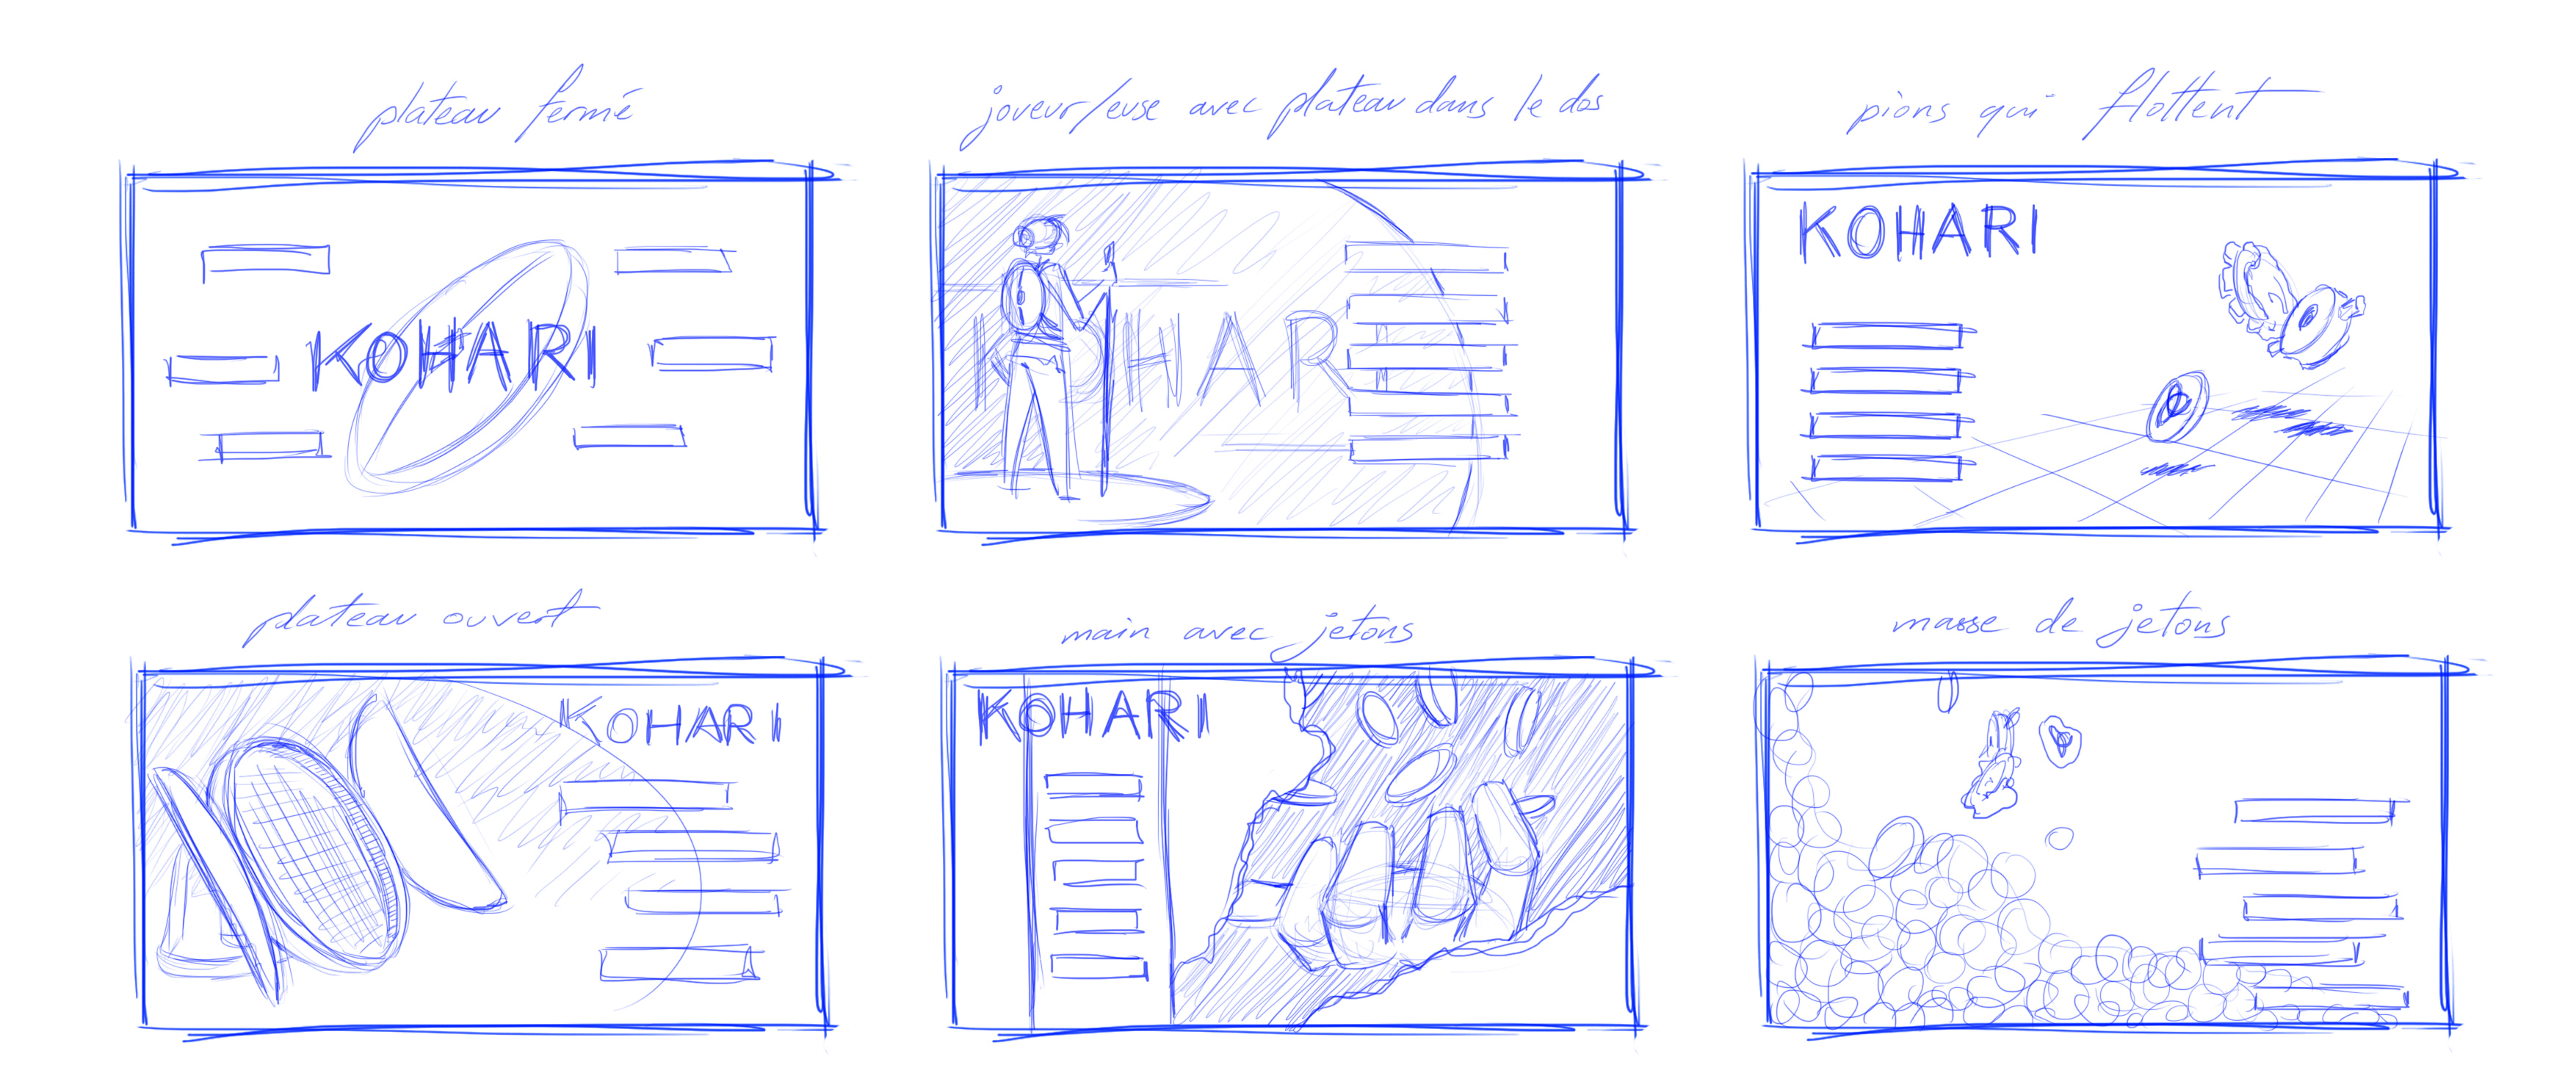 plateau fermé
joueur/euse avec plateau dans le dos
pions qui flottent
KOHARI
KOHARI
KOHARI
plateau ouvert
main avec jetons
masse de jetons
KOHARI
KOHARI